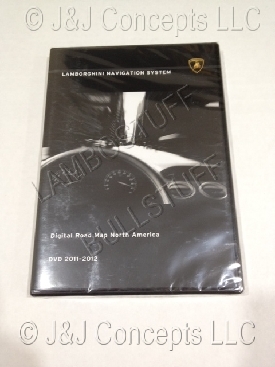 © J&J Concepts LLC
LAMBORGHINI NAVIGATION SYSTEM
LAMBOSTUFF
BULLSTUFF
Digital Road Map North America
DVD 2011-2012
© J&J Concepts LLC